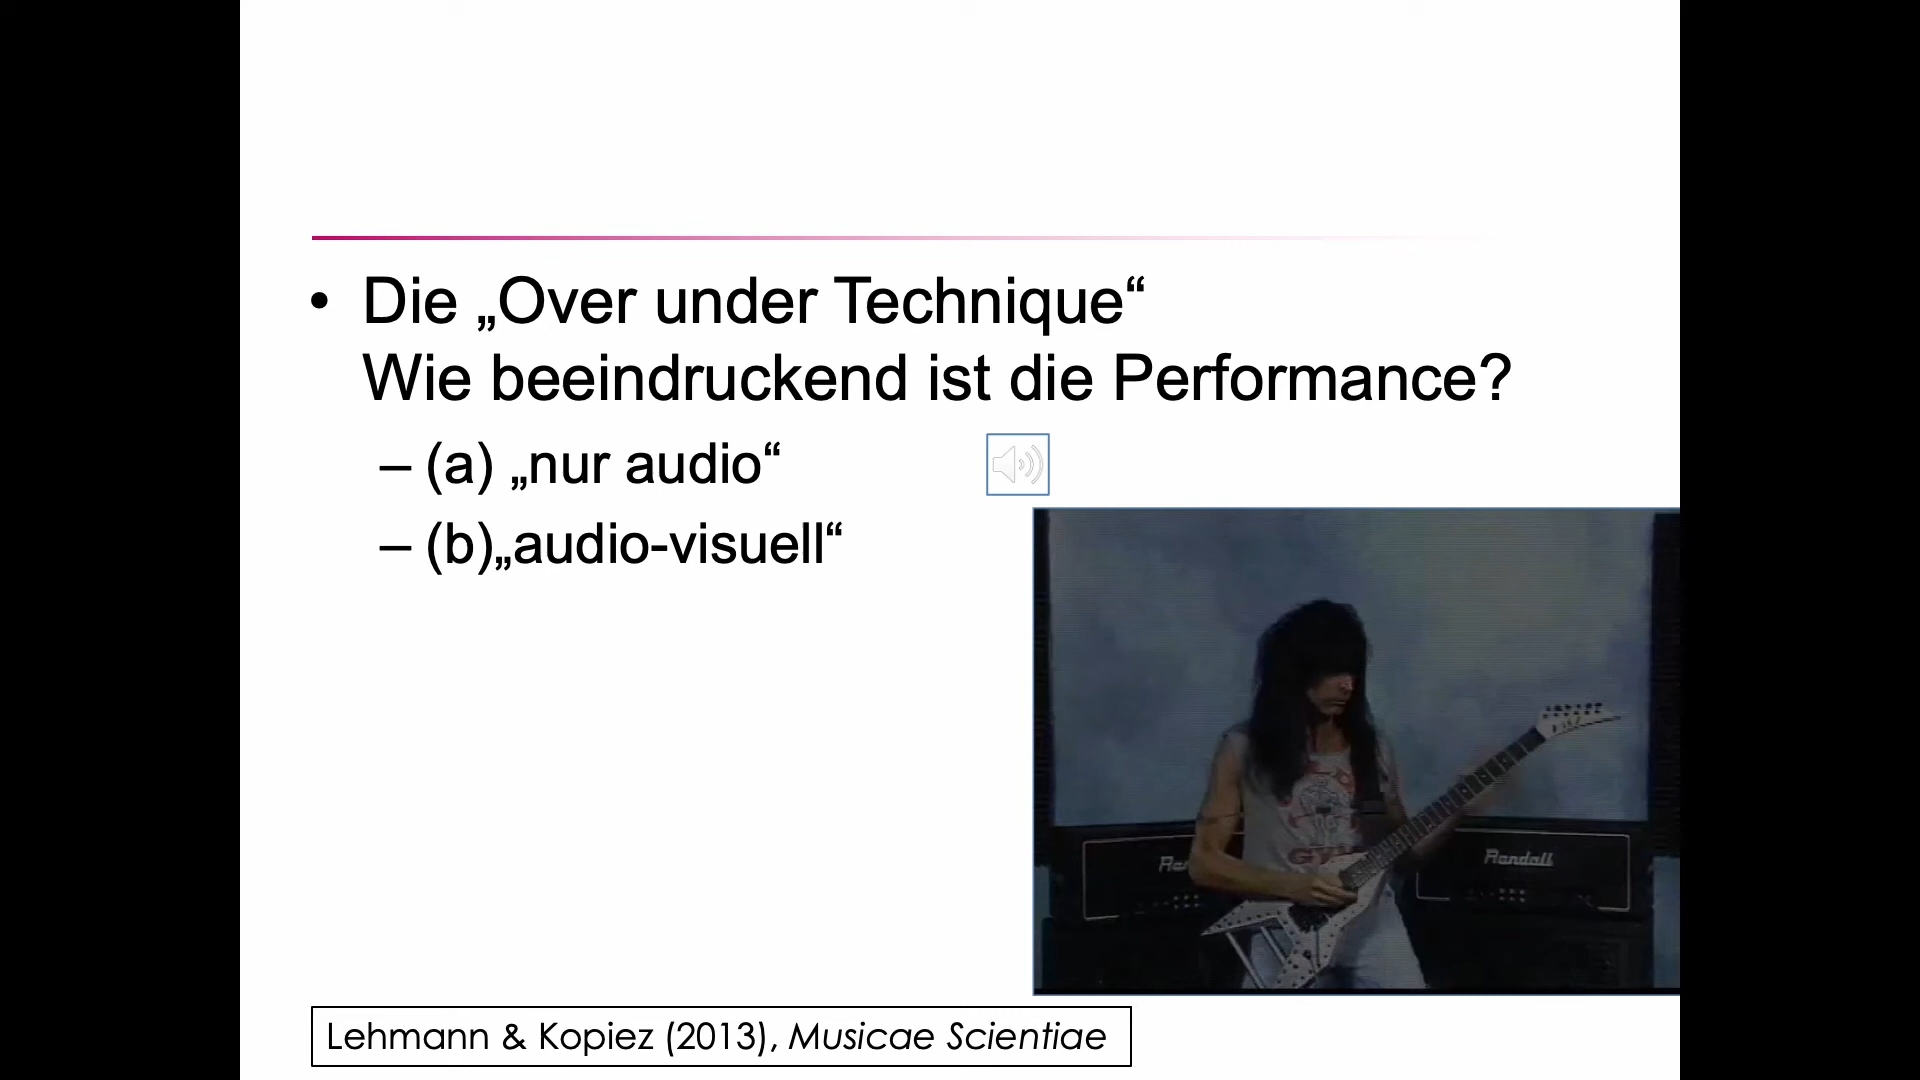 • Die „Over under Technique“
Wie beeindruckend ist die Performance?
– (a) „nur audio“
– (b)„audio-visuell“
Randall
Lehmann & Kopiez (2013), Musicae Scientiae